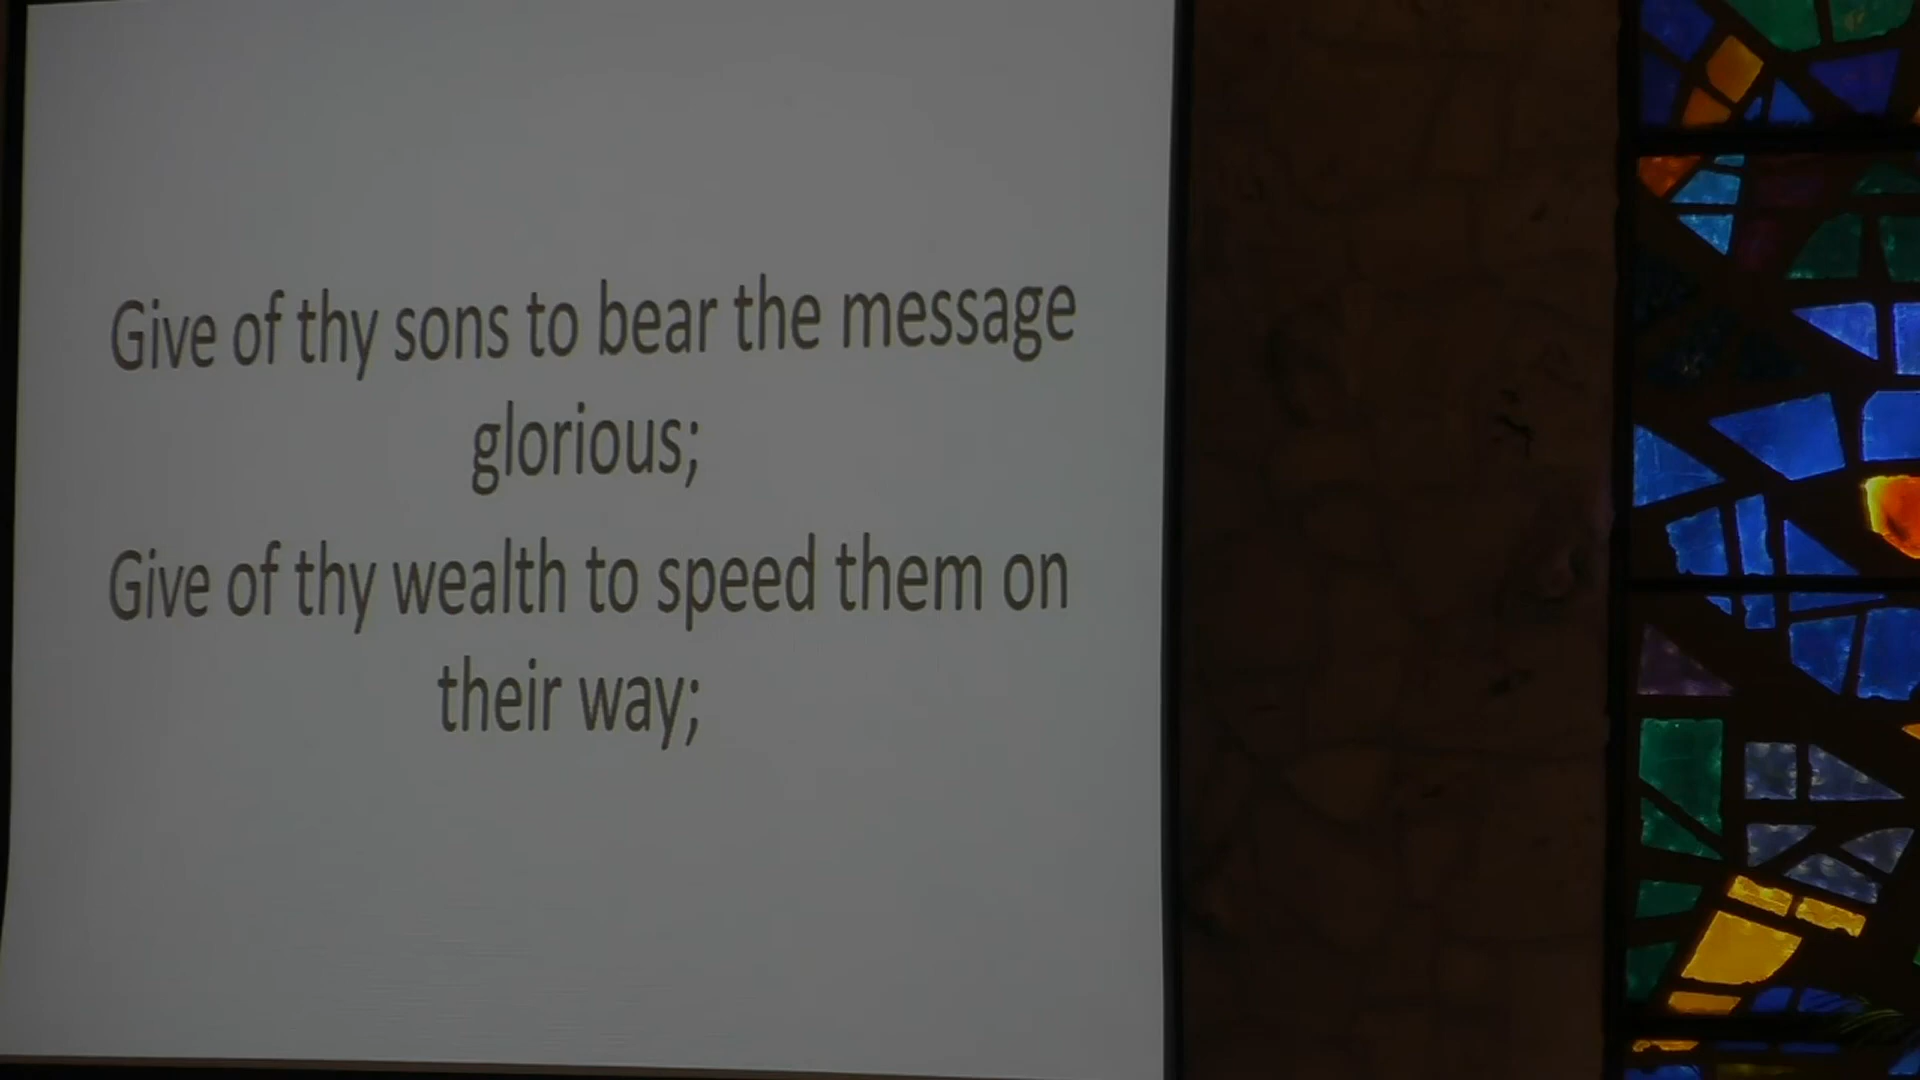 Give of thy sons to bear the message
glorious;
Give of thy wealth to speed them on
their way;